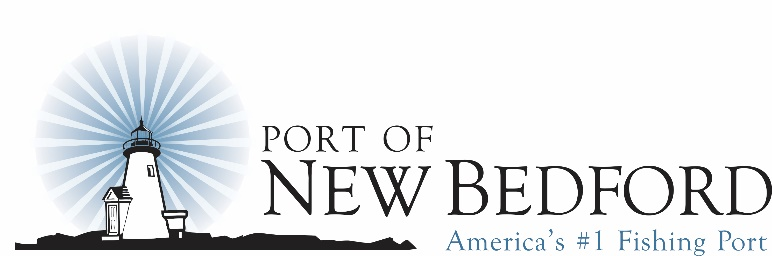 PORT OF
NEW BEDFORD
America's #1 Fishing Port